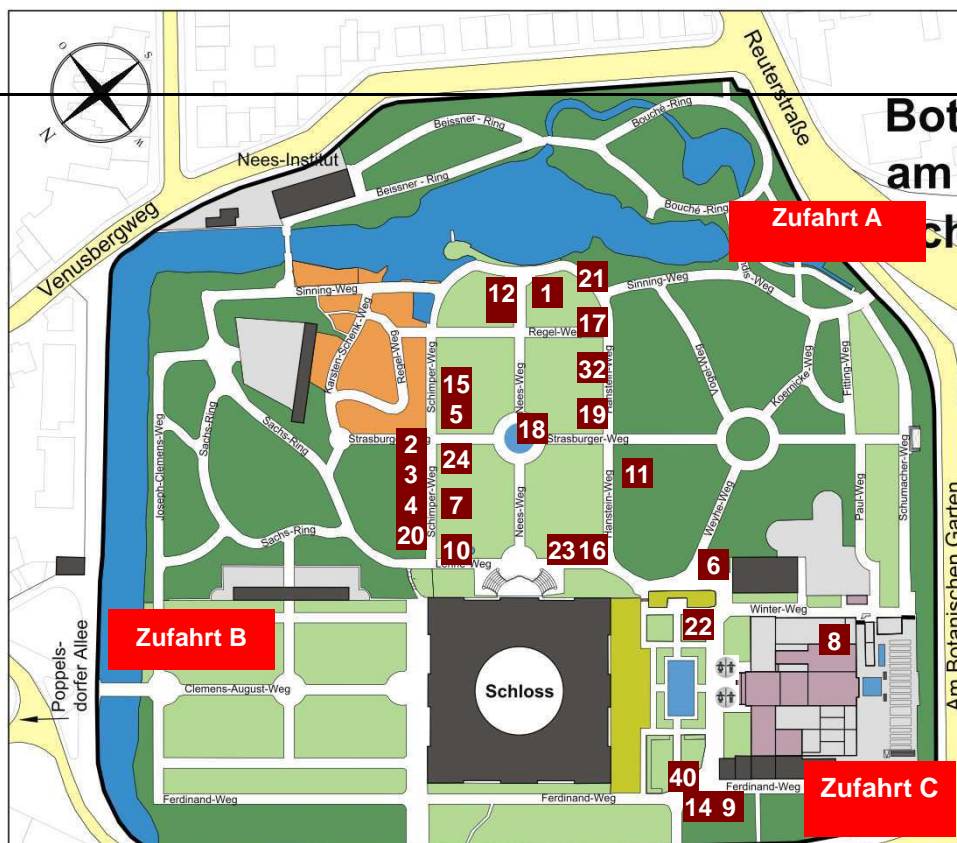 O
S
N
W
Reuterstraße
Bot
am
ch
Beissner - Ring
Bouché -Ring
Nees-Institut
Beissner - Ring
Bouché -Ring
Zufahrt A
Venusbergweg
21
Sinning-Weg
12
1
Sinning-Weg
17
Regel-We
Karsten-Schenk-Weg
Regel-Weg
Schimper-Weg
Nees-Weg
32
Hanstein-Weg
Vogel-Weg
Koernicke-Weg
Fitting-Weg
15
5
19
18
Sachs-Ring
Sachs-Ring
Joseph-Clemens-Weg
Strasburger
2
Strasburger-Weg
3
24
11
4
7
20
Schimper-Weg
Nees-Weg
Hanstein-Weg
Weyhe-Weg
Paul-Weg
Schumacher-Weg
Sachs-Ring
10
23
16
6
Am Botanischen Garten
Winter-Weg
Zufahrt B
22
8
Poppels-
dorfer Allee
Clemens-August-Weg
Schloss
40
Ferdinand-Weg
Zufahrt C
Ferdinand-Weg
Ferdinand-Weg
14
9